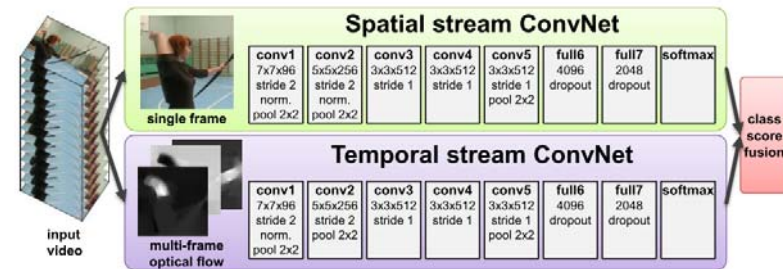 Spatial stream ConvNet
conv1
7x7x96
stride 2
norm.
pool 2x2
conv2
5x5x256
stride 2
norm.
pool 2x2
conv3
3x3x512
stride 1
conv4
3x3x512
stride 1
conv5
3x3x512
stride 1
pool 2x2
full6
4096
dropout
full7
2048
dropout
softmax
single frame
Temporal stream ConvNet
conv1
7x7x96
stride 2
norm.
pool 2x2
conv2
5x5x256
stride 2
pool 2x2
conv3
3x3x512
stride 1
conv4
3x3x512
stride 1
conv5
3x3x512
stride 1
pool 2x2
full6
4096
dropout
full7
2048
dropout
softmax
multi-frame
optical flow
input
video
class
score
fusion